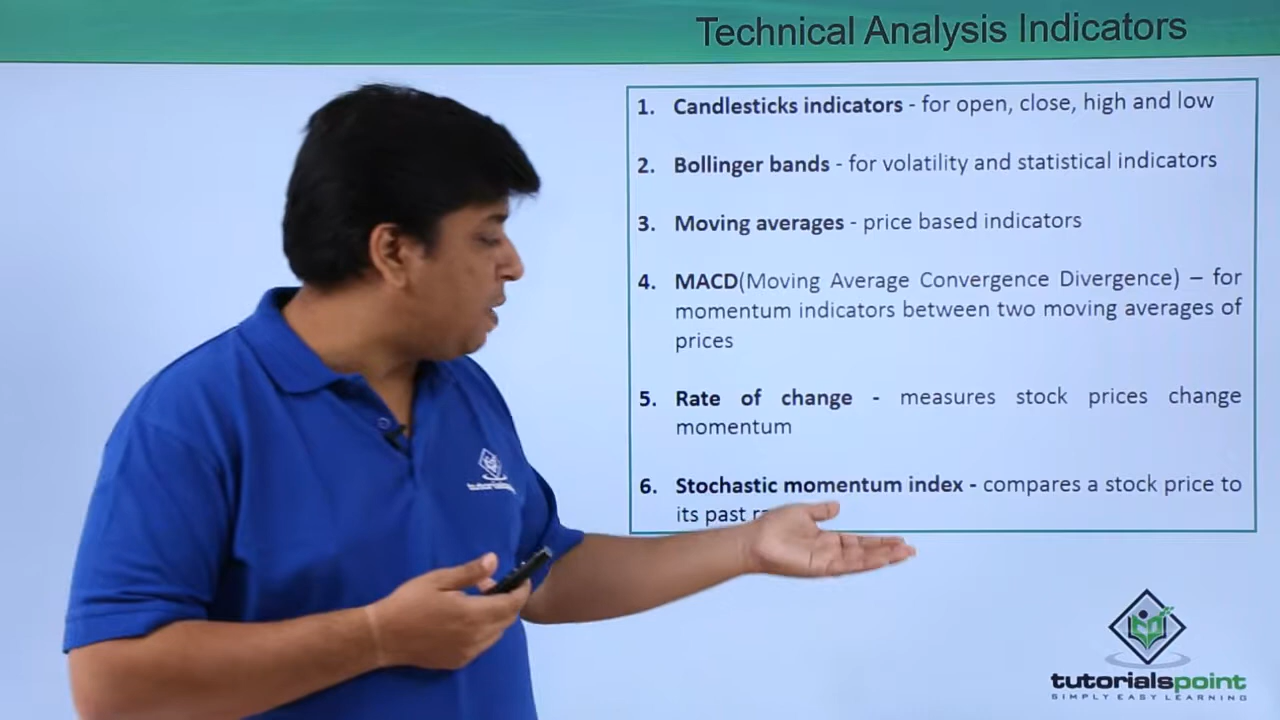 Technical Analysis Indicators
1. Candlesticks indicators - for open, close, high and low
2. Bollinger bands - for volatility and statistical indicators
3. Moving averages - price based indicators
4. MACD(Moving Average Convergence Divergence) – for
momentum indicators between two moving averages of
prices
5. Rate of change - measures stock prices change
momentum
6. Stochastic momentum index - compares a stock price to
its past
tutorialspoint
tutorialspoint
SIMPLY EASY LEARNING